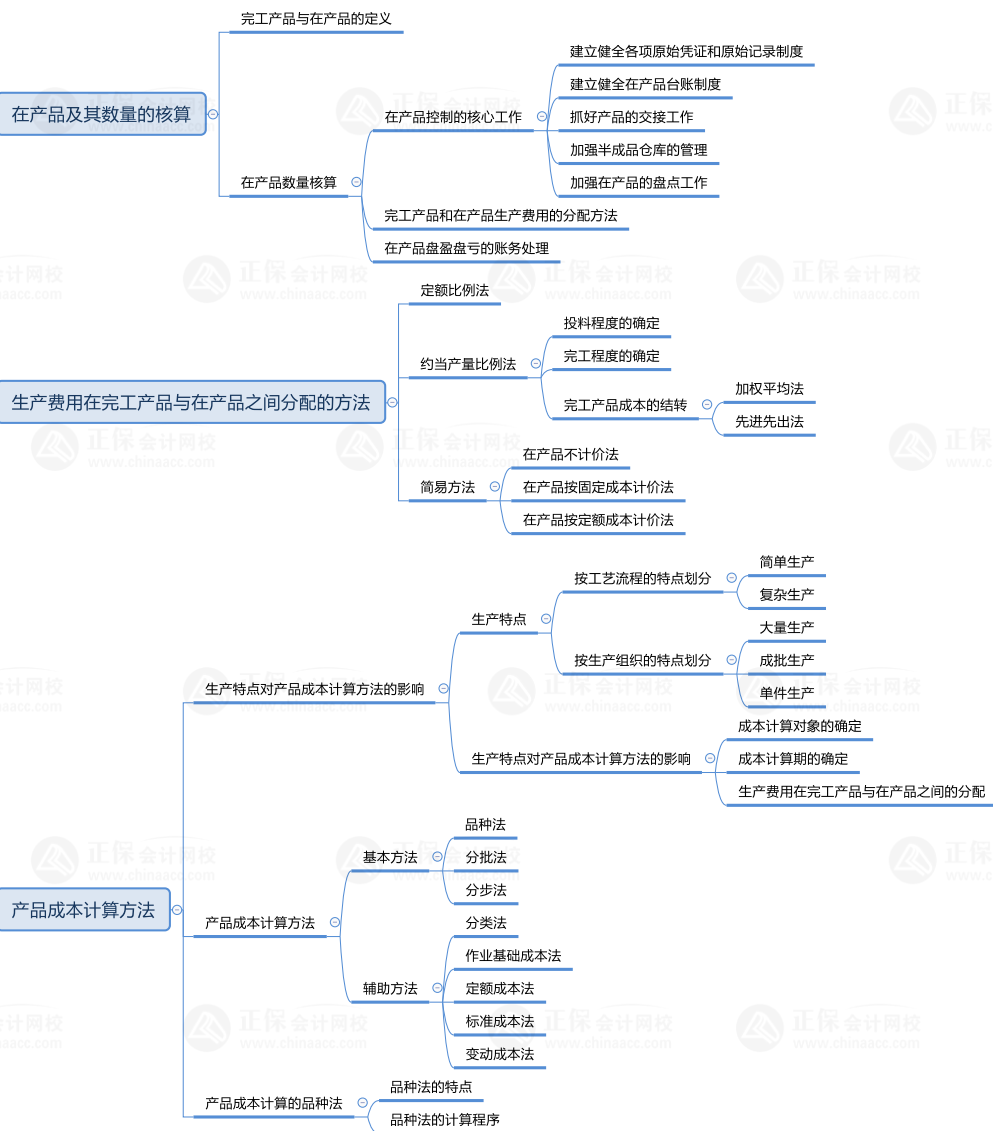 完工产品与在产品的定义
建立健全各项原始凭证和原始记录制度
建立健全在产品台账制度
在产品及其数量的核算
在产品控制的核心工作
抓好产品的交接工作
加强半成品仓库的管理
在产品数量核算
加强在产品的盘点工作
完工产品和在产品生产费用的分配方法
在产品盘盈盘亏的账务处理
定额比例法
投料程度的确定
约当产量比例法
完工程度的确定
加权平均法
生产费用在完工产品与在产品之间分配的方法
完工产品成本的结转
先进先出法
在产品不计价法
简易方法
在产品按固定成本计价法
在产品按定额成本计价法
简单生产
按工艺流程的特点划分
复杂生产
生产特点
大量生产
按生产组织的特点划分
成批生产
生产特点对产品成本计算方法的影响
单件生产
成本计算对象的确定
生产特点对产品成本计算方法的影响
成本计算期的确定
生产费用在完工产品与在产品之间的分配
品种法
基本方法
分批法
分步法
产品成本计算方法
产品成本计算方法
分类法
作业基础成本法
辅助方法
定额成本法
标准成本法
变动成本法
品种法的特点
产品成本计算的品种法
品种法的计算程序
正保会计网校
www.chinaacc.com